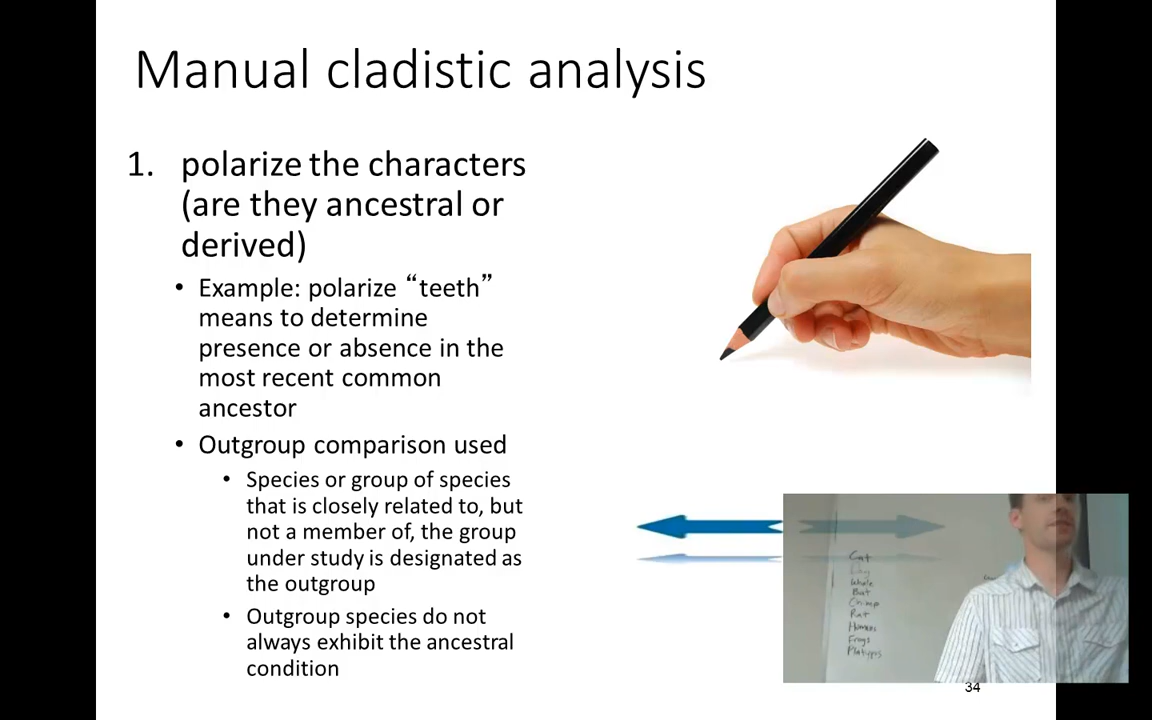 Manual cladistic analysis
1. polarize the characters
(are they ancestral or
derived)
• Example: polarize “teeth”
means to determine
presence or absence in the
most recent common
ancestor
• Outgroup comparison used
• Species or group of species
that is closely related to, but
not a member of, the group
under study is designated as
the outgroup
• Outgroup species do not
always exhibit the ancestral
condition
Cat
Whale
Bat
Chimp
Rat
Humans
Frogs
34